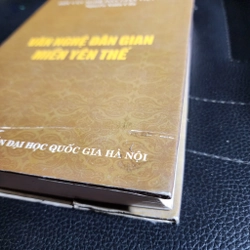 VĂN NGHỆ DÂN GIAN
MIỀN YÊN THẾ
ĐẠI HỌC QUỐC GIA HÀ NỘI